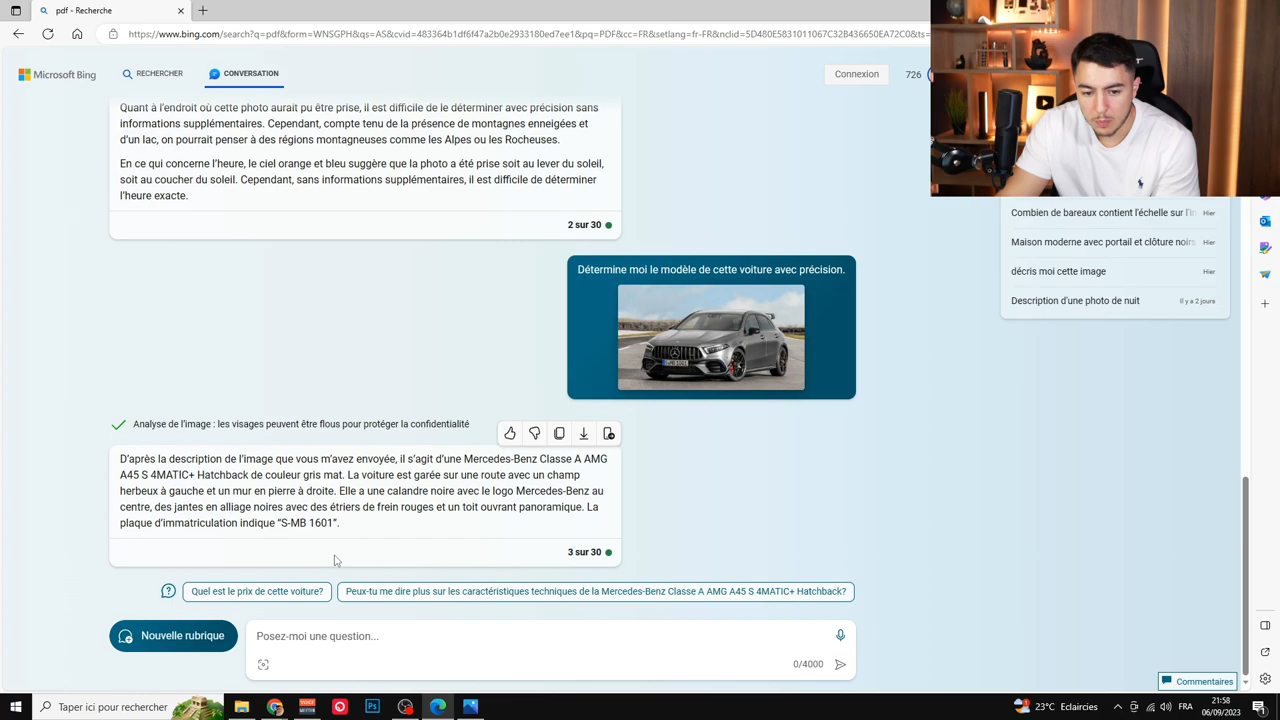 pdf - Recherche
https://www.bing.com/search?q=pdf&form=WNSGPH&qs=AS&cvid=483364b1df6f47a2b0e2933180ed7ee1&pq=PDF&cc=FR&setlang=fr-FR&nclid=5D480E5831011067C32B436650EA72C0&ts=
Microsoft Bing
RECHERCHER
CONVERSATION
Connexion
726
Quant à l’endroit où cette photo aurait pu être prise, il est difficile de le déterminer avec précision sans
informations supplémentaires. Cependant, compte tenu de la présence de montagnes enneigées et
d’un lac, on pourrait penser à des régions montagneuses comme les Alpes ou les Rocheuses.
En ce qui concerne l’heure, le ciel orange et bleu suggère que la photo a été prise soit au lever du soleil,
soit au coucher du soleil. Cependant, sans informations supplémentaires, il est difficile de déterminer
l’heure exacte.
2 sur 30
Combien de bareaux contient l'échelle sur l'i
Hier
Maison moderne avec portail et clôture noirs
Hier
décris moi cette image
Hier
Description d'une photo de nuit
Il y a 2 jours
Détermine moi le modèle de cette voiture avec précision.
Analyse de l’image : les visages peuvent être flous pour protéger la confidentialité
D’après la description de l’image que vous m’avez envoyée, il s’agit d’une Mercedes-Benz Classe A AMG
A45 S 4MATIC+ Hatchback de couleur gris mat. La voiture est garée sur une route avec un champ
herbeux à gauche et un mur en pierre à droite. Elle a une calandre noire avec le logo Mercedes-Benz au
centre, des jantes en alliage noires avec des étriers de frein rouges et un toit ouvrant panoramique. La
plaque d’immatriculation indique “S-MB 1601”.
3 sur 30
Quel est le prix de cette voiture?
Peux-tu me dire plus sur les caractéristiques techniques de la Mercedes-Benz Classe A AMG A45 S 4MATIC+ Hatchback?
Nouvelle rubrique
Posez-moi une question...
0/4000
Commentaires
Taper ici pour rechercher
23°C Eclaircies
FRA
21:58
06/09/2023